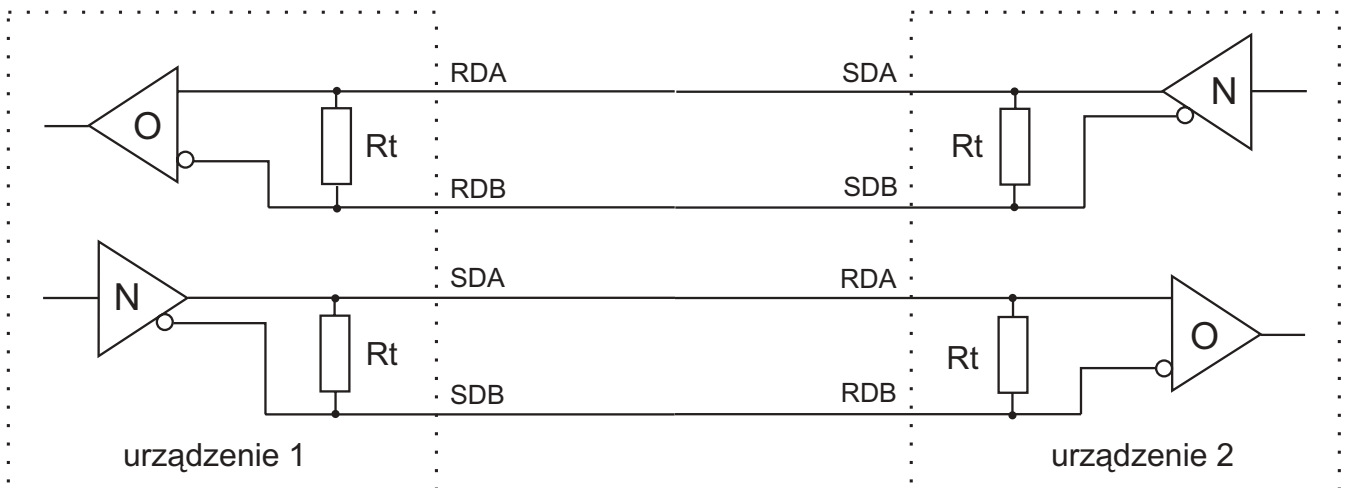 RDA SDA
O Rt Rt N
RDB SDB
SDA RDA
N Rt Rt O
SDB RDB
urządzenie 1 urządzenie 2